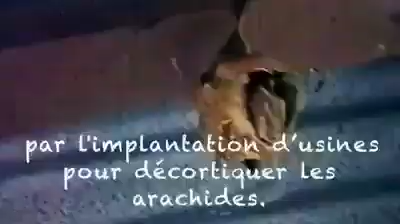 par l'implantation d'usines
pour décortiquer les
arachides.